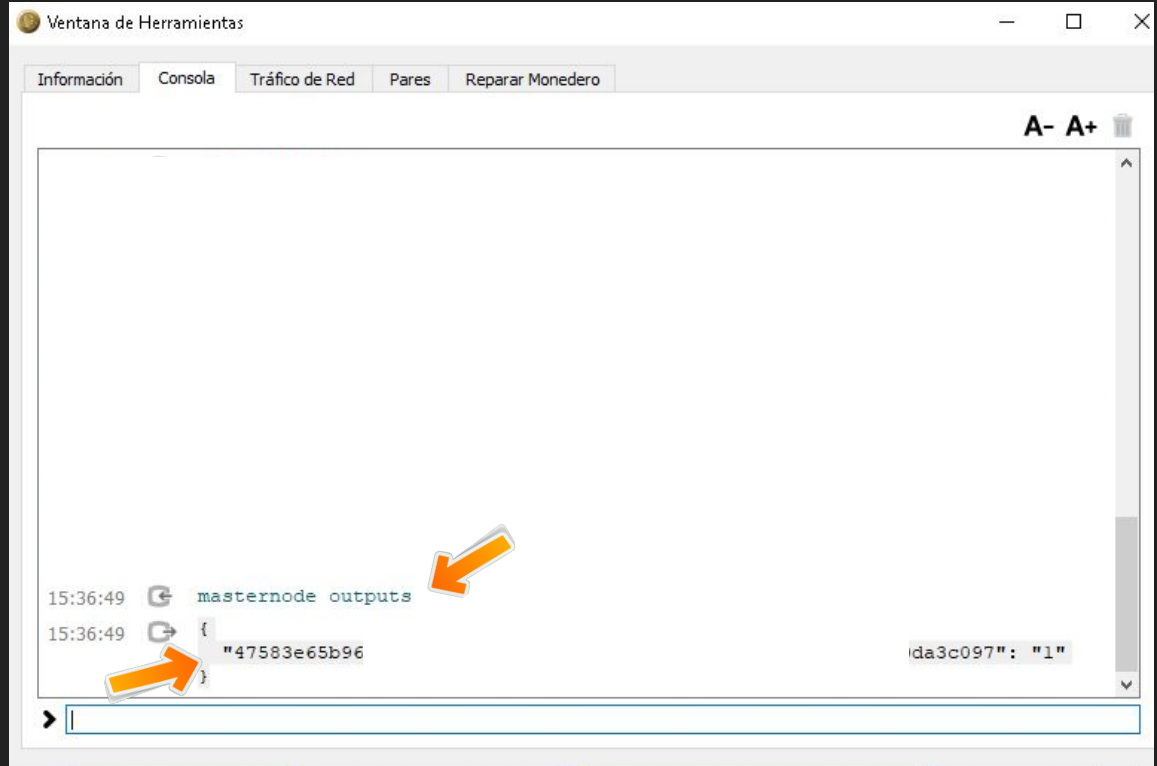 Ventana de Herramientas
Información Consola Tráfico de Red Pares Reparar Monedero
A- A+
15:36:49 masternode outputs
15:36:49 {
"47583e65b96 da3c097": "1"
}